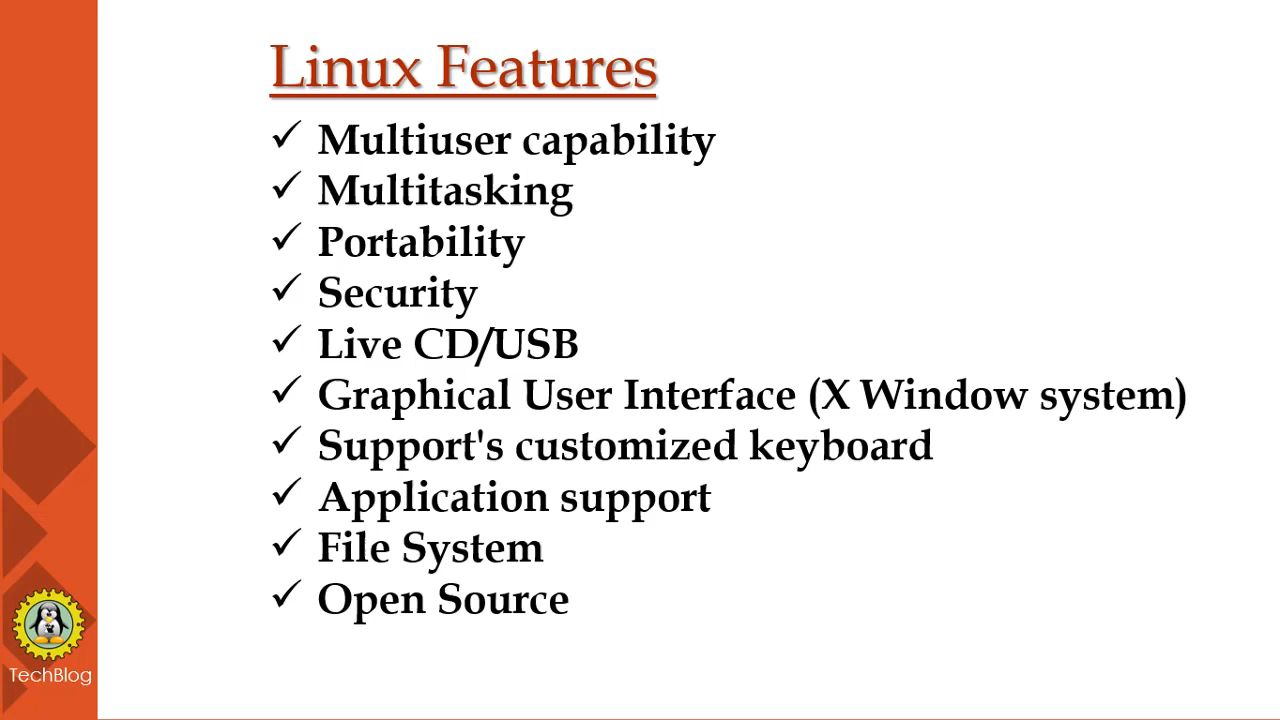 Linux Features
✓ Multiuser capability
✓ Multitasking
✓ Portability
✓ Security
✓ Live CD/USB
✓ Graphical User Interface (X Window system)
✓ Support's customized keyboard
✓ Application support
✓ File System
✓ Open Source
TechBlog